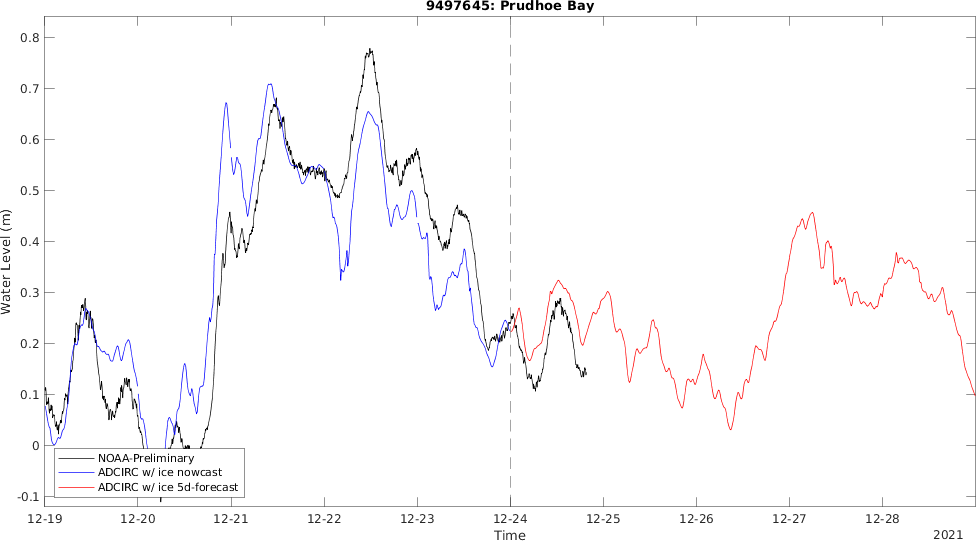 9497645: Prudhoe Bay
0.8
0.7
0.6
0.5
0.4
0.3
0.2
0.1
0
-0.1
Water Level (m)
NOAA-Preliminary
ADCIRC w/ ice nowcast
ADCIRC w/ ice 5d-forecast
12-19 12-20 12-21 12-22 12-23 12-24 12-25 12-26 12-27 12-28
Time
2021